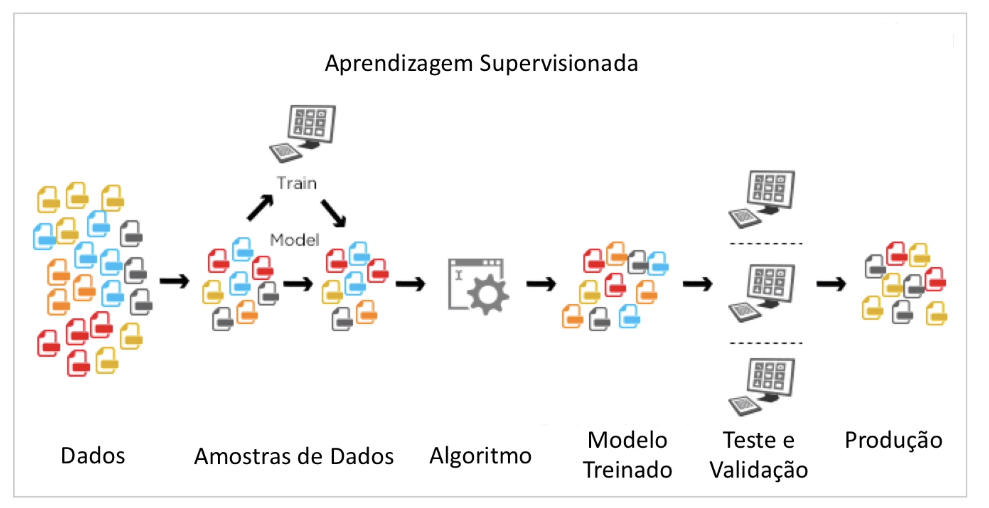 Aprendizagem Supervisionada
Train
Model
Dados
Amostras de Dados
Algoritmo
Modelo
Treinado
Teste e
Validação
Produção